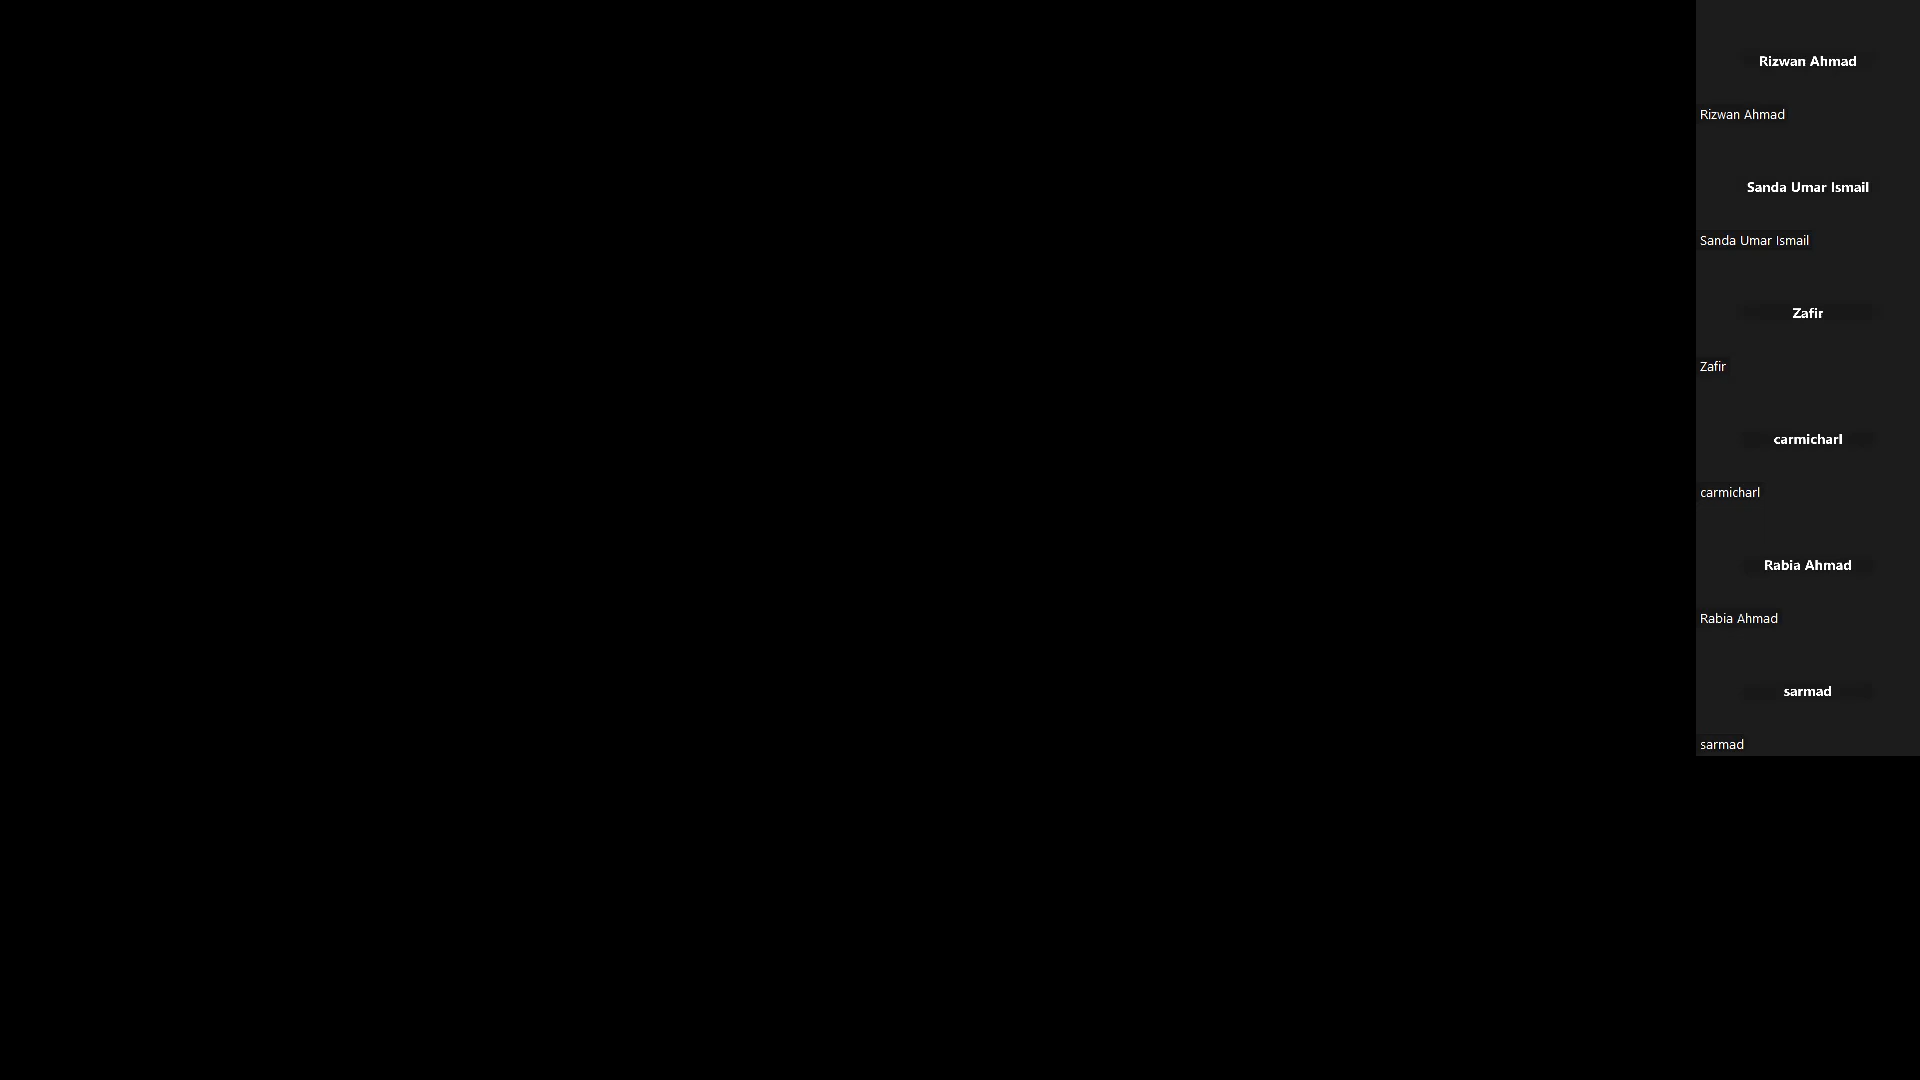 Rizwan Ahmad
Rizwan Ahmad
Sanda Umar Ismail
Sanda Umar Ismail
Zafir
Zafir
carmicharl
carmicharl
Rabia Ahmad
Rabia Ahmad
sarmad
sarmad